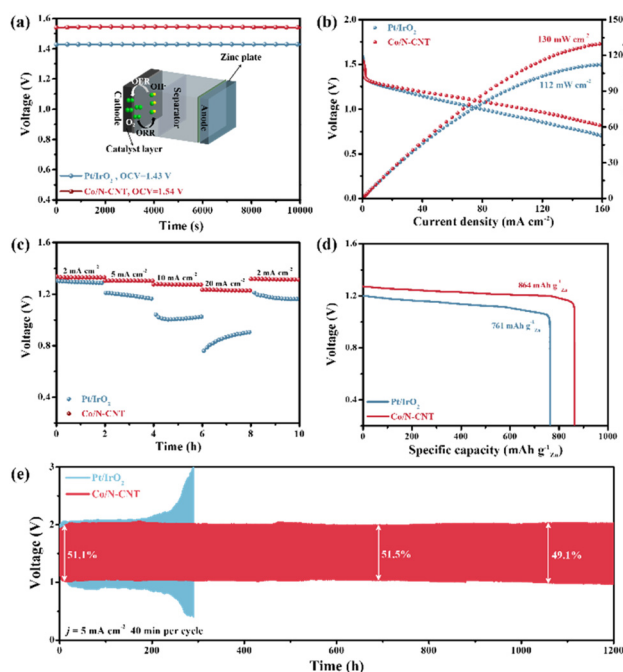 (a)
1.6
1.4
1.2
1.0
0.8
0.6
0.4
Voltage (V)
Cathode
OER
OH-
O
ORR
Catalyst layer
Separator
Anode
Zinc plate
Pt/IrO2 , OCV=1.43 V
Co/N-CNT, OCV=1.54 V
0 2000 4000 6000 8000 10000
Time (s)
(b)
2.0
1.5
1.0
0.5
0.0
Voltage (V)
Pt/IrO2
Co/N-CNT
130 mW cm-2
112 mW cm-2
150
120
90
60
30
0
0 40 80 120 160
Current density (mA cm-2)
(c)
1.6
1.2
0.8
0.4
Voltage (V)
2 mA cm-2
5 mA cm-2
10 mA cm-2
20 mA cm-2
2 mA cm-2
Pt/IrO2
Co/N-CNT
0 2 4 6 8 10
Time (h)
(d)
1.6
1.2
0.8
0.4
Voltage (V)
864 mAh g-1Zn
761 mAh g-1Zn
Pt/IrO2
Co/N-CNT
0 200 400 600 800 1000
Specific capacity (mAh g-1Zn)
(e)
3
2
1
0
Voltage (V)
Pt/IrO2
Co/N-CNT
51.1%
51.5%
49.1%
j = 5 mA cm-2 40 min per cycle
0 200 400 600 800 1000 1200
Time (h)